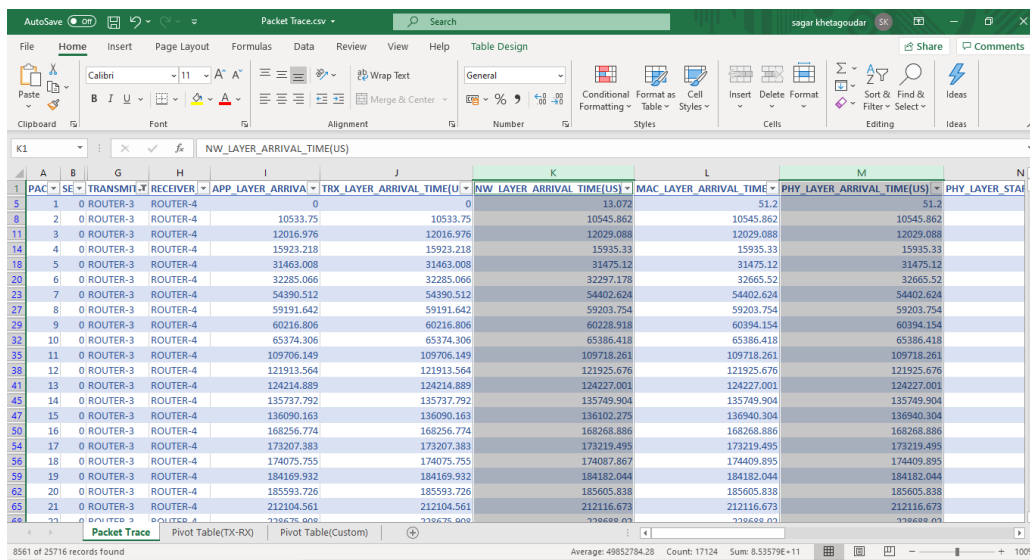 AutoSave Off Packet Trace.csv Search sagar khetagoudar SK
File Home Insert Page Layout Formulas Data Review View Help Table Design Share Comments
Paste Calibri 11 A A ab Wrap Text General Conditional Formatting Format as Table Cell Styles Insert Delete Format Sort & Filter Find & Select Ideas
B I U A Merge & Center $ % 9
Clipboard Font Alignment Number Styles Cells Editing Ideas
K1 fx NW_LAYER_ARRIVAL_TIME(US)
A B G H I J K L M N
1 PAC SE TRANSMIT RECEIVER_ APP_LAYER_ARRIVA TRX_LAYER_ARRIVAL_TIME(U NW_LAYER_ARRIVAL_TIME(US) MAC_LAYER_ARRIVAL_TIME PHY_LAYER_ARRIVAL_TIME(US) PHY_LAYER_STAR
5 1 0 ROUTER-3 ROUTER-4 0 0 13.072 51.2 51.2
8 2 0 ROUTER-3 ROUTER-4 10533.75 10533.75 10545.862 10545.862 10545.862
11 3 0 ROUTER-3 ROUTER-4 12016.976 12016.976 12029.088 12029.088 12029.088
14 4 0 ROUTER-3 ROUTER-4 15923.218 15923.218 15935.33 15935.33 15935.33
18 5 0 ROUTER-3 ROUTER-4 31463.008 31463.008 31475.12 31475.12 31475.12
20 6 0 ROUTER-3 ROUTER-4 32285.066 32285.066 32297.178 32665.52 32665.52
23 7 0 ROUTER-3 ROUTER-4 54390.512 54390.512 54402.624 54402.624 54402.624
27 8 0 ROUTER-3 ROUTER-4 59191.642 59191.642 59203.754 59203.754 59203.754
29 9 0 ROUTER-3 ROUTER-4 60216.806 60216.806 60228.918 60394.154 60394.154
32 10 0 ROUTER-3 ROUTER-4 65374.306 65374.306 65386.418 65386.418 65386.418
35 11 0 ROUTER-3 ROUTER-4 109706.149 109706.149 109718.261 109718.261 109718.261
38 12 0 ROUTER-3 ROUTER-4 121913.564 121913.564 121925.676 121925.676 121925.676
41 13 0 ROUTER-3 ROUTER-4 124214.889 124214.889 124227.001 124227.001 124227.001
45 14 0 ROUTER-3 ROUTER-4 135737.792 135737.792 135749.904 135749.904 135749.904
47 15 0 ROUTER-3 ROUTER-4 136090.163 136090.163 136102.275 136940.304 136940.304
50 16 0 ROUTER-3 ROUTER-4 168256.774 168256.774 168268.886 168268.886 168268.886
54 17 0 ROUTER-3 ROUTER-4 173207.383 173207.383 173219.495 173219.495 173219.495
56 18 0 ROUTER-3 ROUTER-4 174075.755 174075.755 174087.867 174409.895 174409.895
59 19 0 ROUTER-3 ROUTER-4 184169.932 184169.932 184182.044 184182.044 184182.044
62 20 0 ROUTER-3 ROUTER-4 185593.726 185593.726 185605.838 185605.838 185605.838
65 21 0 ROUTER-3 ROUTER-4 212104.561 212104.561 212116.673 212116.673 212116.673
68 22 0 ROUTER-3 ROUTER-4 228675.908 228675.908 228688.02 228688.02 228688.02
Packet Trace Pivot Table(TX-RX) Pivot Table(Custom)
8561 of 25716 records found Average: 49852784.28 Count: 17124 Sum: 8.53579E+11 100%